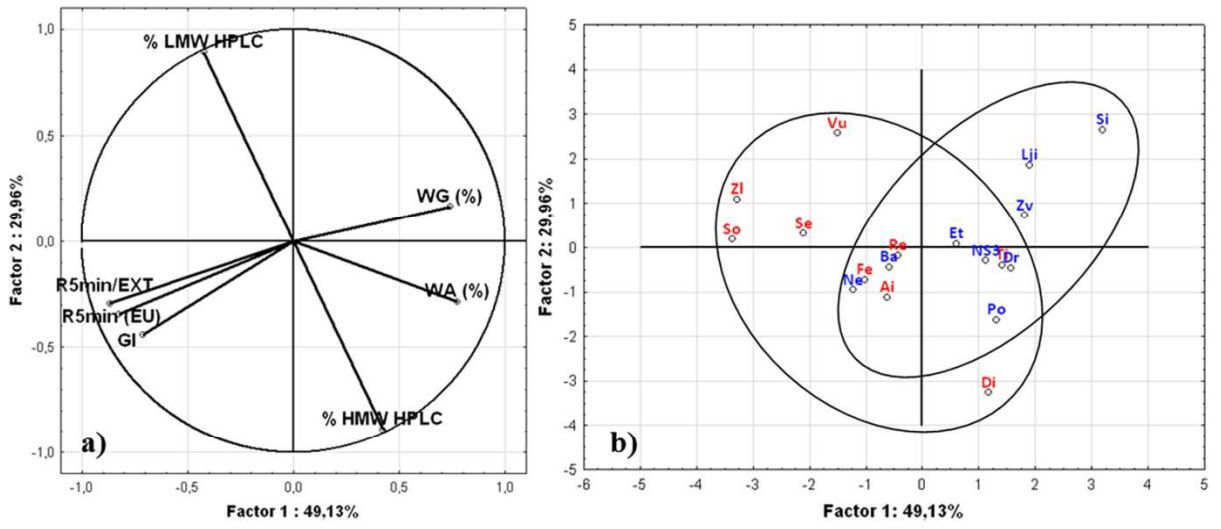 1,0
0,5
0,0
-0,5
-1,0
-1,0 -0,5 0,0 0,5 1,0
Factor 2 : 29,96%
Factor 1 : 49,13%
% LMW HPLC
WG (%)
WA (%)
R5min/EXT
R5min (EU)
GI
% HMW HPLC
a)
5
4
3
2
1
0
-1
-2
-3
-4
-5
-6 -5 -4 -3 -2 -1 0 1 2 3 4 5
Factor 2: 29,96%
Factor 1: 49,13%
Vu
Si
Lji
Zl
Zv
So
Se
Et
Ba
NS3
Dr
Fe
Ne
Ai
Po
Di
b)